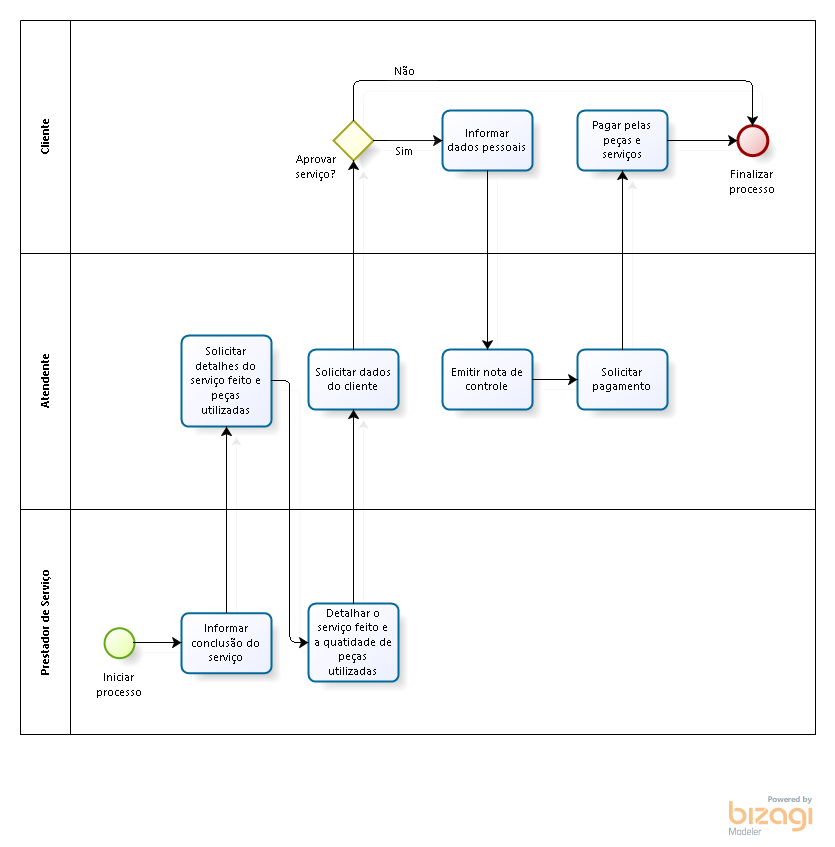 Cliente
Não
Aprovar
serviço?
Sim
Informar
dados pessoais
Pagar pelas
peças e
serviços
Finalizar
processo
Atendente
Solicitar
detalhes do
serviço feito e
peças
utilizadas
Solicitar dados
do cliente
Emitir nota de
controle
Solicitar
pagamento
Prestador de Serviço
Iniciar
processo
Informar
conclusão do
serviço
Detalhar o
serviço feito e
a quatidade de
peças
utilizadas
Powered by
bizagi
Modeler